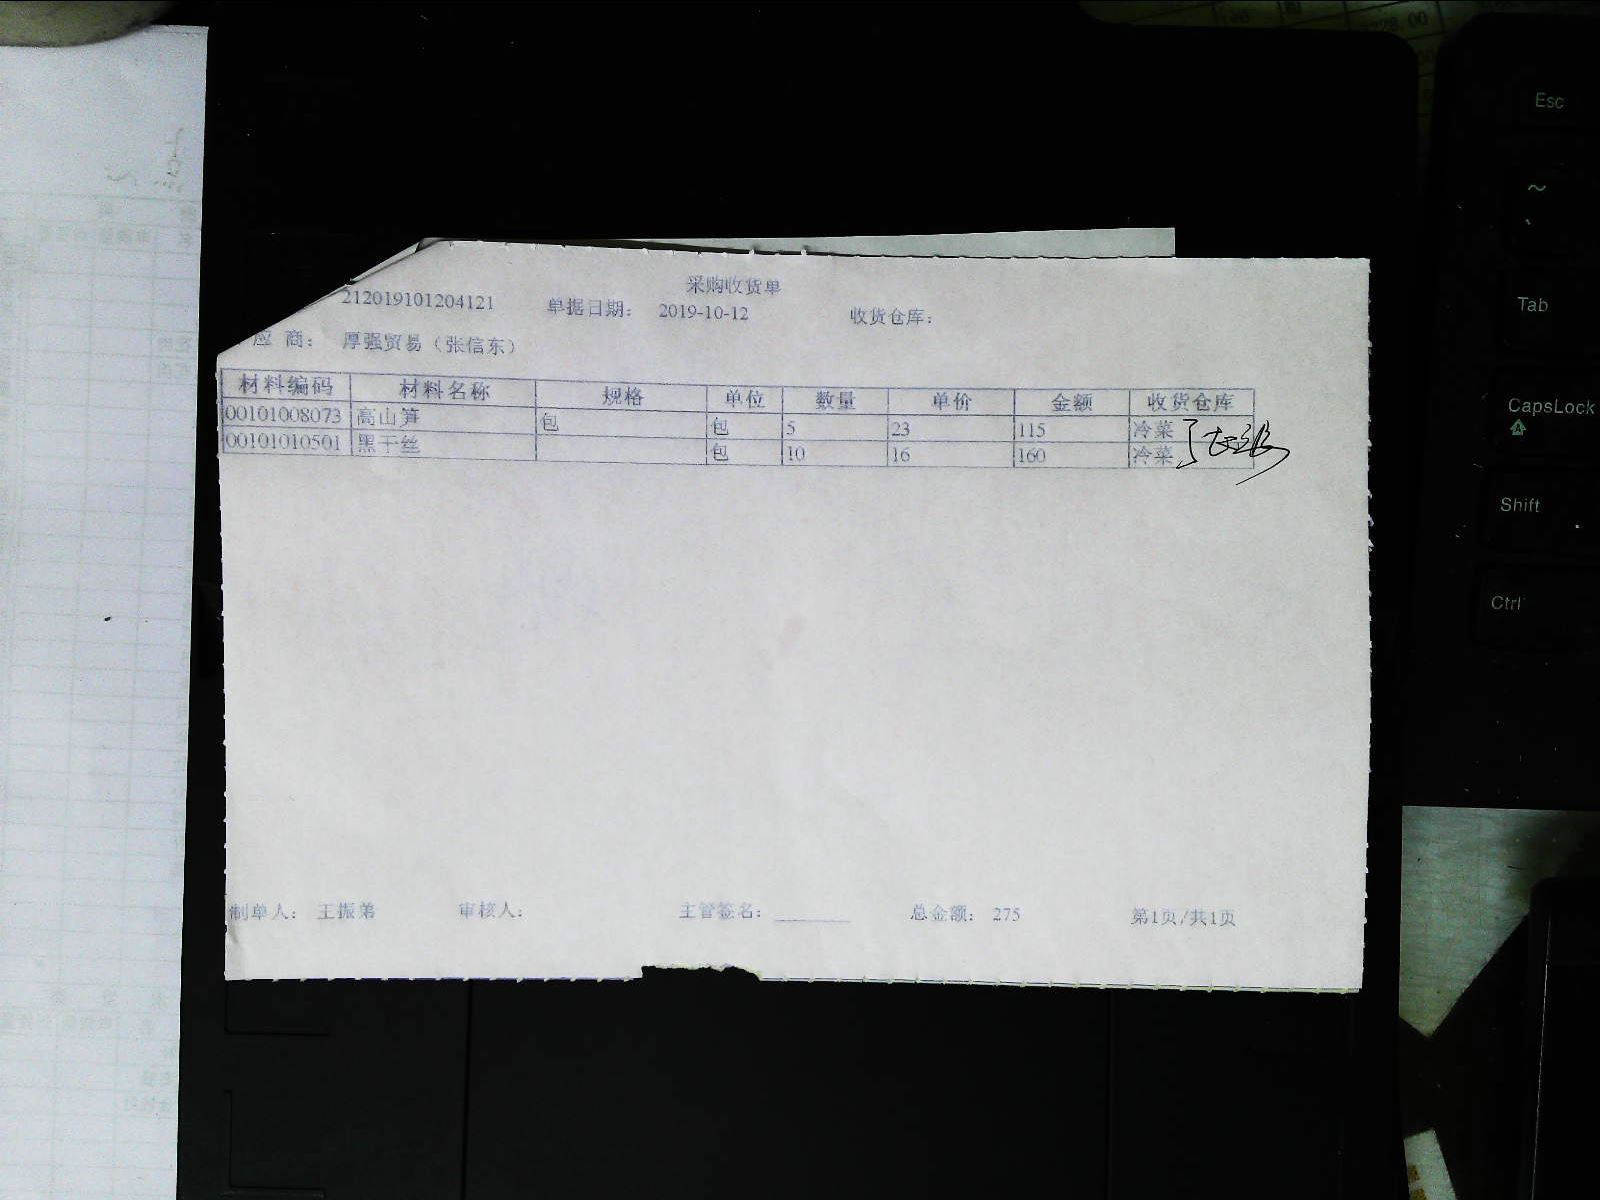 采购收货单
212019101204121 单据日期： 2019-10-12 收货仓库：
应 商： 厚强贸易（张信东）
材料编码 材料名称 规格 单位 数量 单价 金额 收货仓库
00101008073 高山笋 包 包 5 23 115 冷菜
00101010501 黑干丝 包 10 16 160 冷菜
制单人： 王振弟 审核人： 主管签名： 总金额： 275 第1页/共1页
Esc
~
`
Tab
CapsLock
Shift
Ctrl